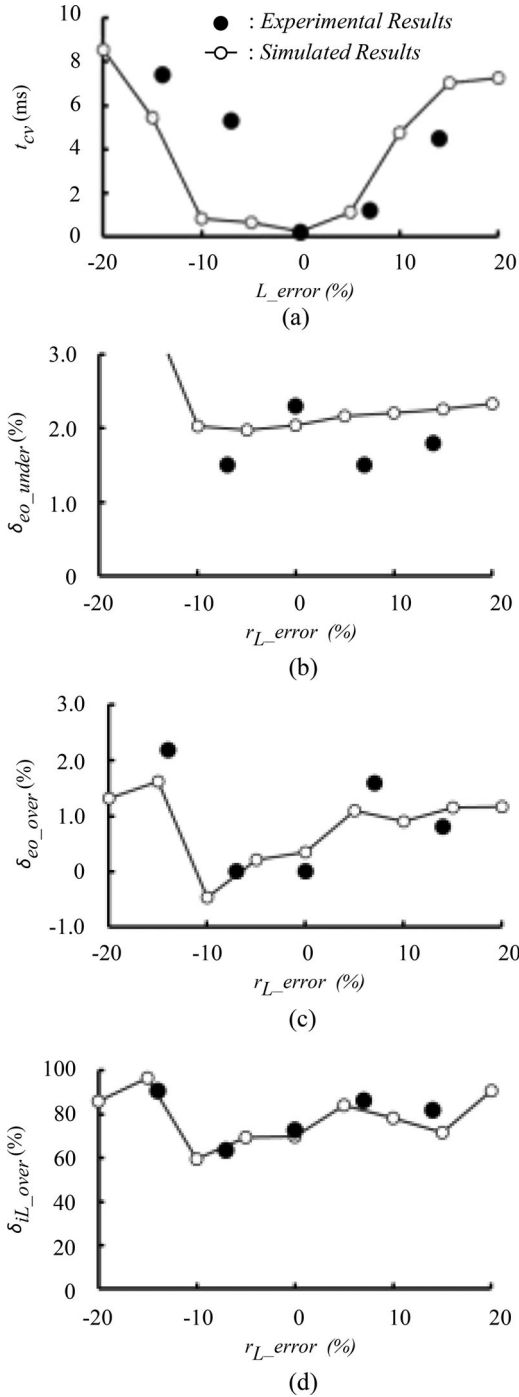 10
8
6
4
2
0
t_cv (ms)
● : Experimental Results
○ : Simulated Results
-20 -10 0 10 20
L_error (%)
(a)
3.0
2.0
1.0
0
δ_eo_under (%)
-20 -10 0 10 20
r_L_error (%)
(b)
3.0
2.0
1.0
0
-1.0
δ_eo_over (%)
-20 -10 0 10 20
r_L_error (%)
(c)
100
80
60
40
20
0
δ_iL_over (%)
-20 -10 0 10 20
r_L_error (%)
(d)